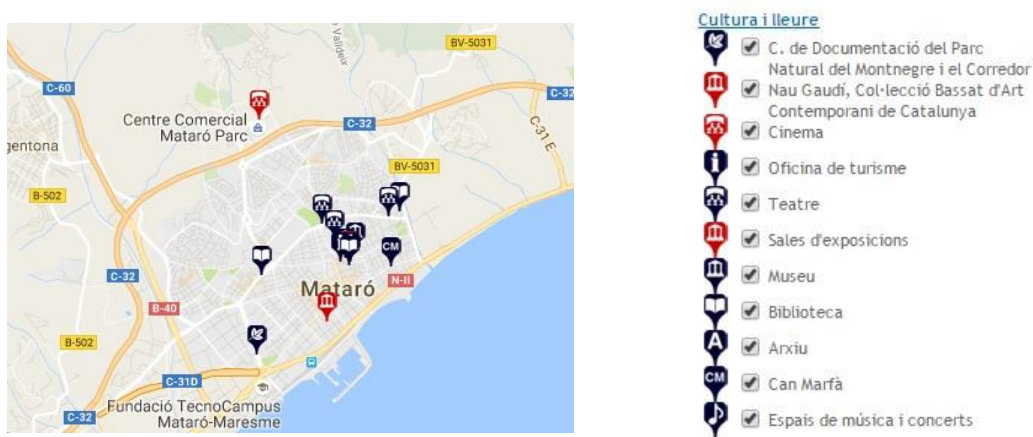 Valldeix
BV-5031
C-60
C-32
Centre Comercial
Mataró Parc
C-32
C-31E
gentona
BV-5031
B-502
CM
C-32
N-II
Mataró
B-40
B-502
C-31D
Fundació TecnoCampus
Mataró-Maresme
C-32
Cultura i lleure
C. de Documentació del Parc
Natural del Montnegre i el Corredor
Nau Gaudí, Col·lecció Bassat d'Art
Contemporani de Catalunya
Cinema
i Oficina de turisme
Teatre
Sales d'exposicions
Museu
Biblioteca
A Arxiu
CM Can Marfà
Espais de música i concerts